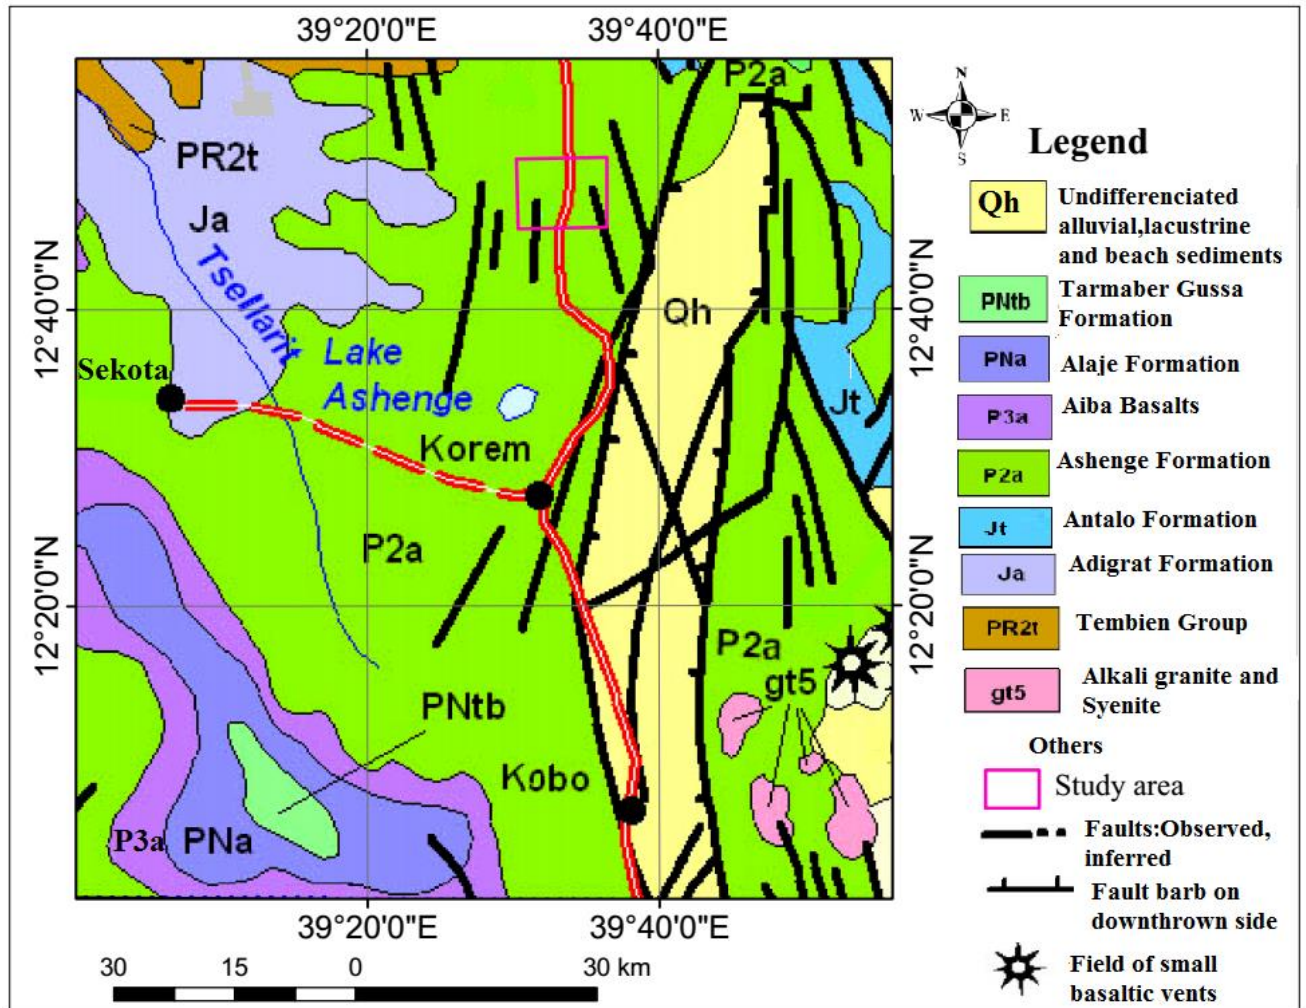 39°20'0"E
39°40'0"E
P2a
PR2t
Ja
Tsellarit
12°40'0"N
12°40'0"N
Qh
Lake
Ashenge
Sekota
Jt
Korem
P2a
12°20'0"N
12°20'0"N
P2a
gt5
PNtb
Kobo
P3a
PNa
39°20'0"E
39°40'0"E
30
15
0
30 km
N
W
E
S
Legend
Qh
Undifferenciated
alluvial,lacustrine
and beach sediments
PNtb
Tarmaber Gussa
Formation
PNa
Alaje Formation
P3a
Aiba Basalts
P2a
Ashenge Formation
Jt
Antalo Formation
Ja
Adigrat Formation
PR2t
Tembien Group
gt5
Alkali granite and
Syenite
Others
Study area
Faults:Observed,
inferred
Fault barb on
downthrown side
Field of small
basaltic vents